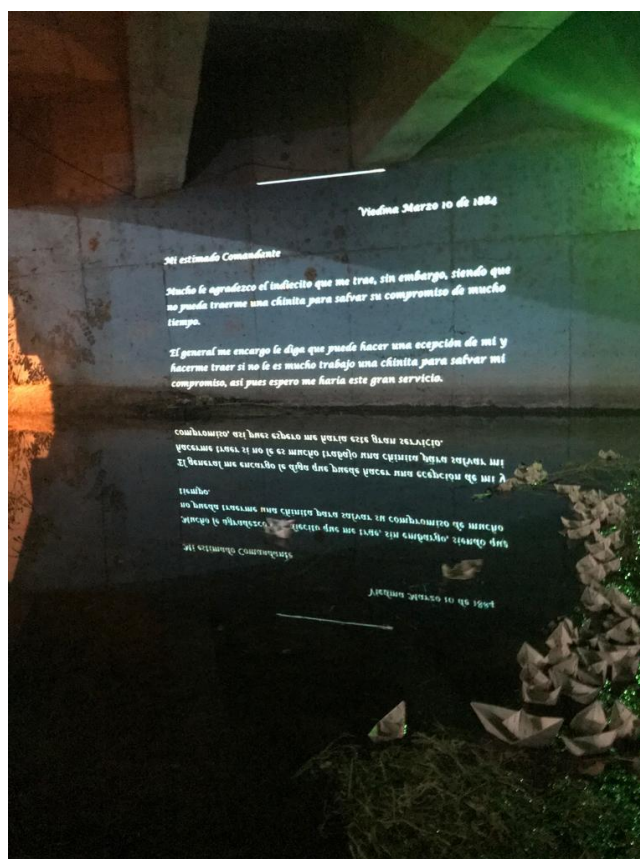 Viedma Marzo 10 de 1884
Mi estimado Comandante
Mucho le agradezco el indiecito que me trae, sin embargo, siendo que
no pueda traerme una chinita para salvar su compromiso de mucho
tiempo.
El general me encargo le diga que puede hacer una ecepción de mi y
hacerme traer si no le es mucho trabajo una chinita para salvar mi
compromiso, asi pues espero me haria este gran servicio.